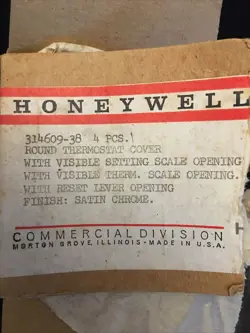 HONEYWELL
314609-38 4 PCS.
ROUND THERMOSTAT COVER
WITH VISIBLE SETTING SCALE OPENING
WITH VISIBLE THERM. SCALE OPENING.
WITH RESET LEVER OPENING
FINISH: SATIN CHROME.
H
COMMERCIAL DIVISION
MORTON GROVE, ILLINOIS · MADE IN U.S.A.